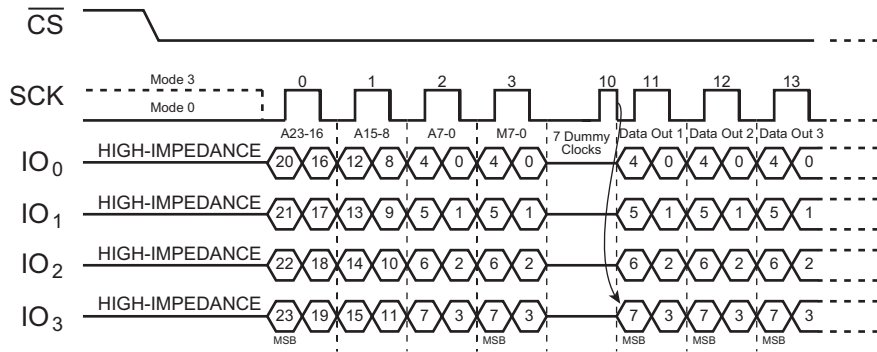 CS
Mode 3
0 1 2 3 10 11 12 13
SCK
Mode 0
A23-16 A15-8 A7-0 M7-0 7 Dummy Clocks Data Out 1 Data Out 2 Data Out 3
IO0 HIGH-IMPEDANCE 20 16 12 8 4 0 4 0 4 0 4 0 4 0
IO1 HIGH-IMPEDANCE 21 17 13 9 5 1 5 1 5 1 5 1 5 1
IO2 HIGH-IMPEDANCE 22 18 14 10 6 2 6 2 6 2 6 2 6 2
IO3 HIGH-IMPEDANCE 23 19 15 11 7 3 7 3 7 3 7 3 7 3
MSB MSB MSB MSB MSB